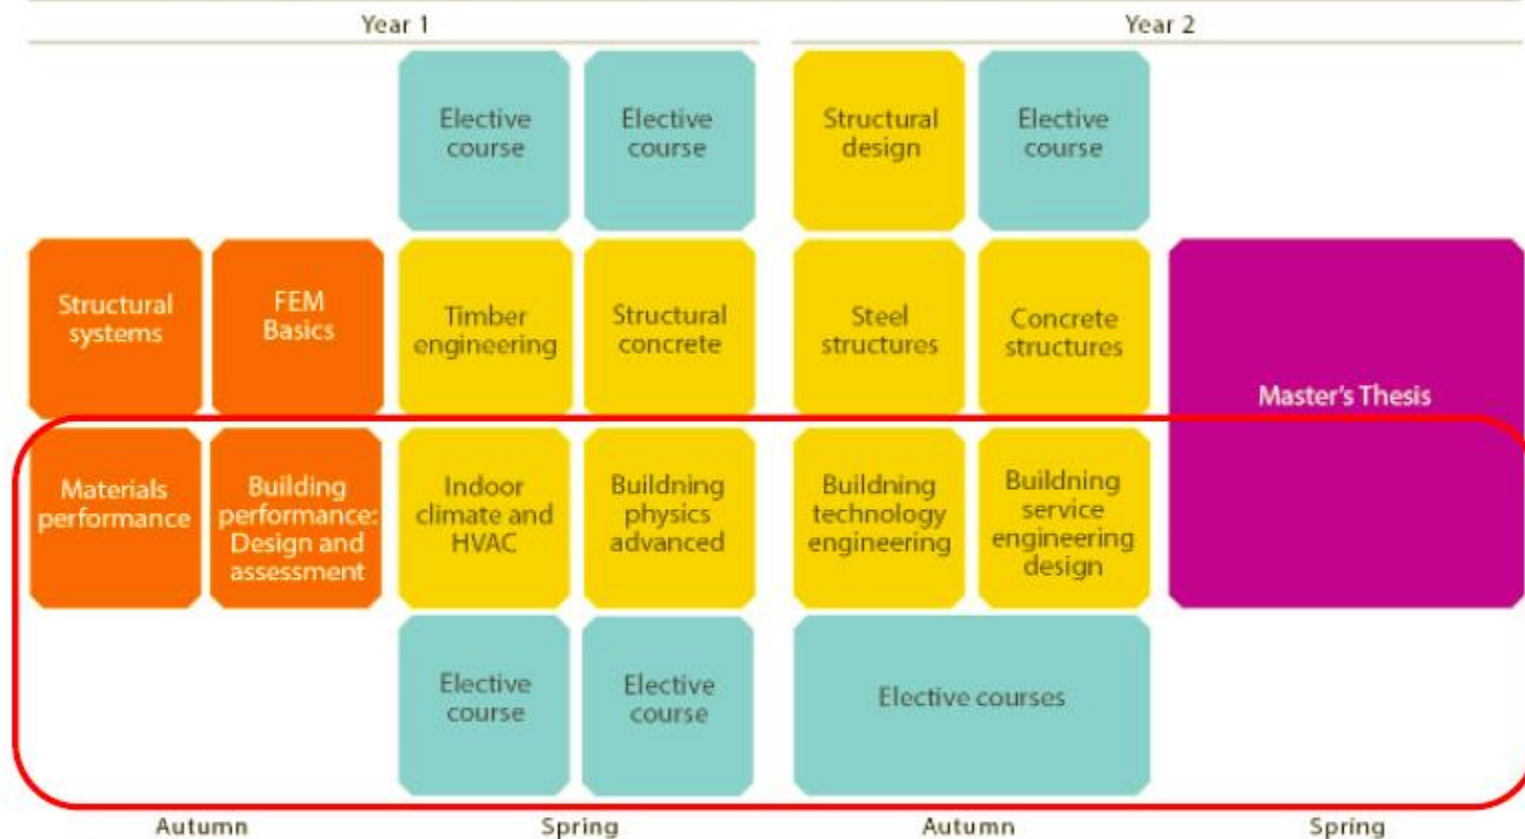 Year 1
Year 2
Elective
course
Elective
course
Structural
design
Elective
course
Structural
systems
FEM
Basics
Timber
engineering
Structural
concrete
Steel
structures
Concrete
structures
Master's Thesis
Materials
performance
Building
performance:
Design and
assessment
Indoor
climate and
HVAC
Buildning
physics
advanced
Buildning
technology
engineering
Buildning
service
engineering
design
Elective
course
Elective
course
Elective courses
Autumn
Spring
Autumn
Spring